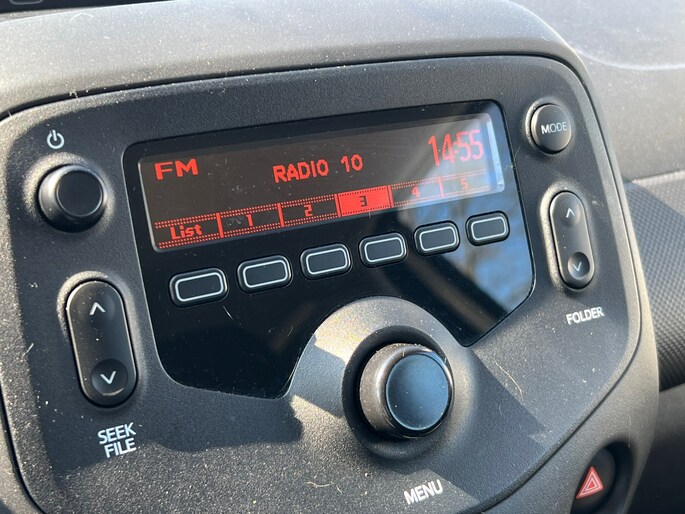 FM
RADIO 10
14:55
MODE
List 1 2 3 4 5
FOLDER
SEEK
FILE
MENU